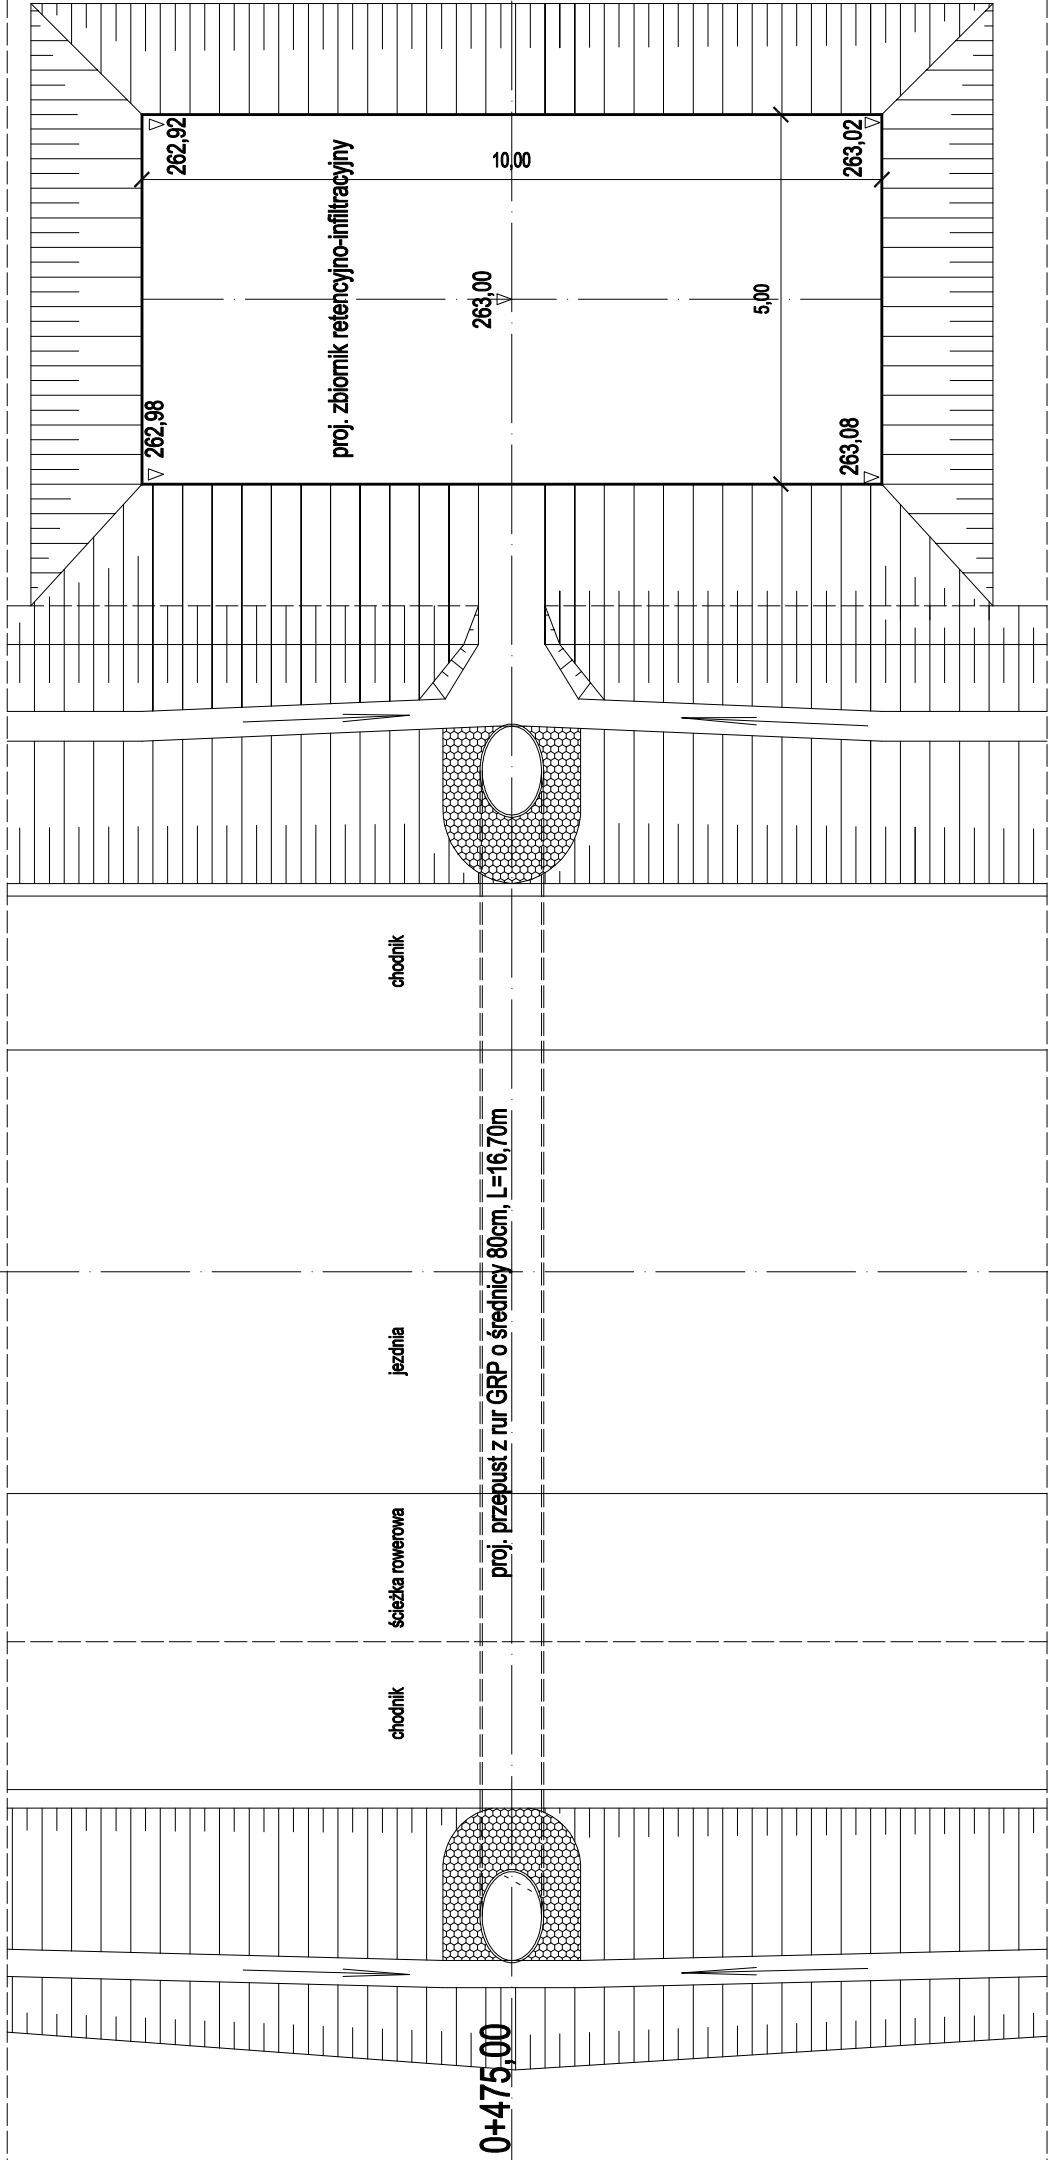 262,92
263,02
10,00
proj. zbiornik retencyjno-infiltracyjny
263,00
5,00
262,98
263,08
chodnik
proj. przepust z rur GRP o średnicy 80cm, L=16,70m
jezdnia
ścieżka rowerowa
chodnik
0+475,00